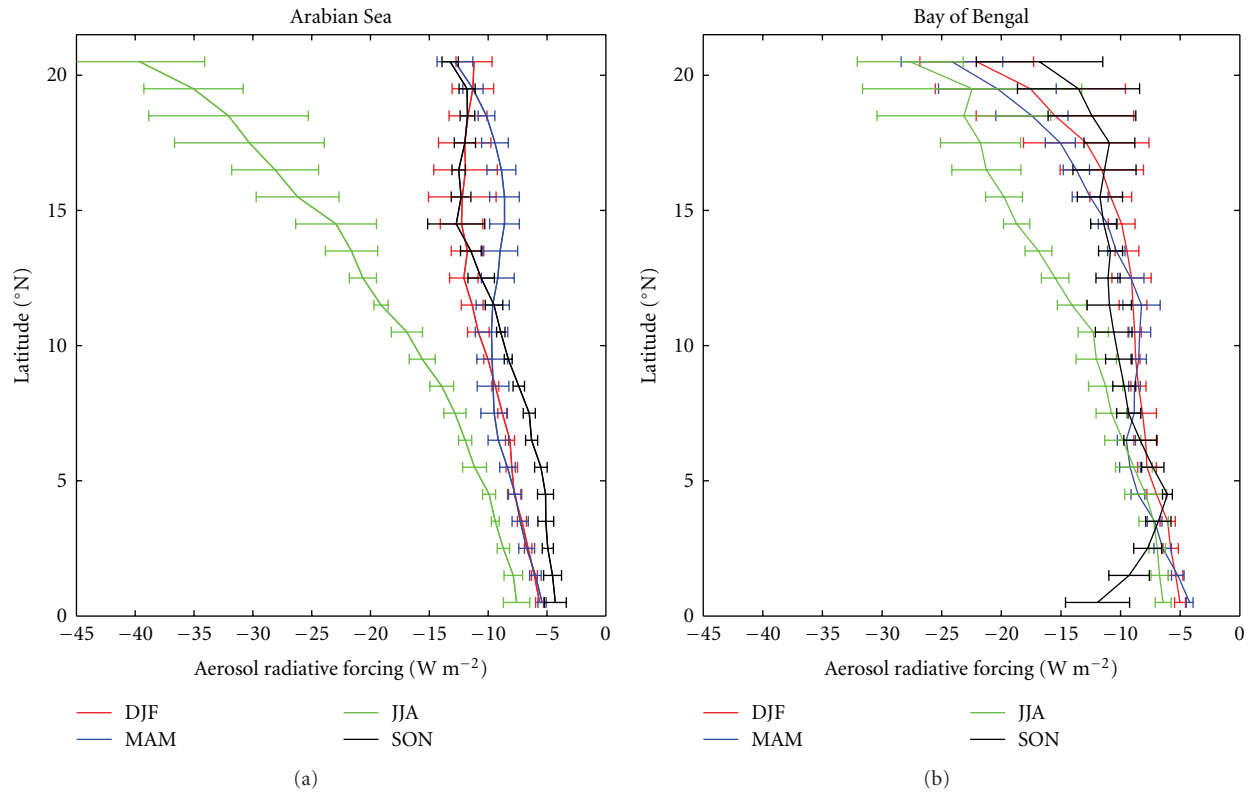 Arabian Sea
Latitude (°N)
20
15
10
5
0
−45 −40 −35 −30 −25 −20 −15 −10 −5 0
Aerosol radiative forcing (W m−2)
DJF JJA
MAM SON
(a)
Bay of Bengal
Latitude (°N)
20
15
10
5
0
−45 −40 −35 −30 −25 −20 −15 −10 −5 0
Aerosol radiative forcing (W m−2)
DJF JJA
MAM SON
(b)